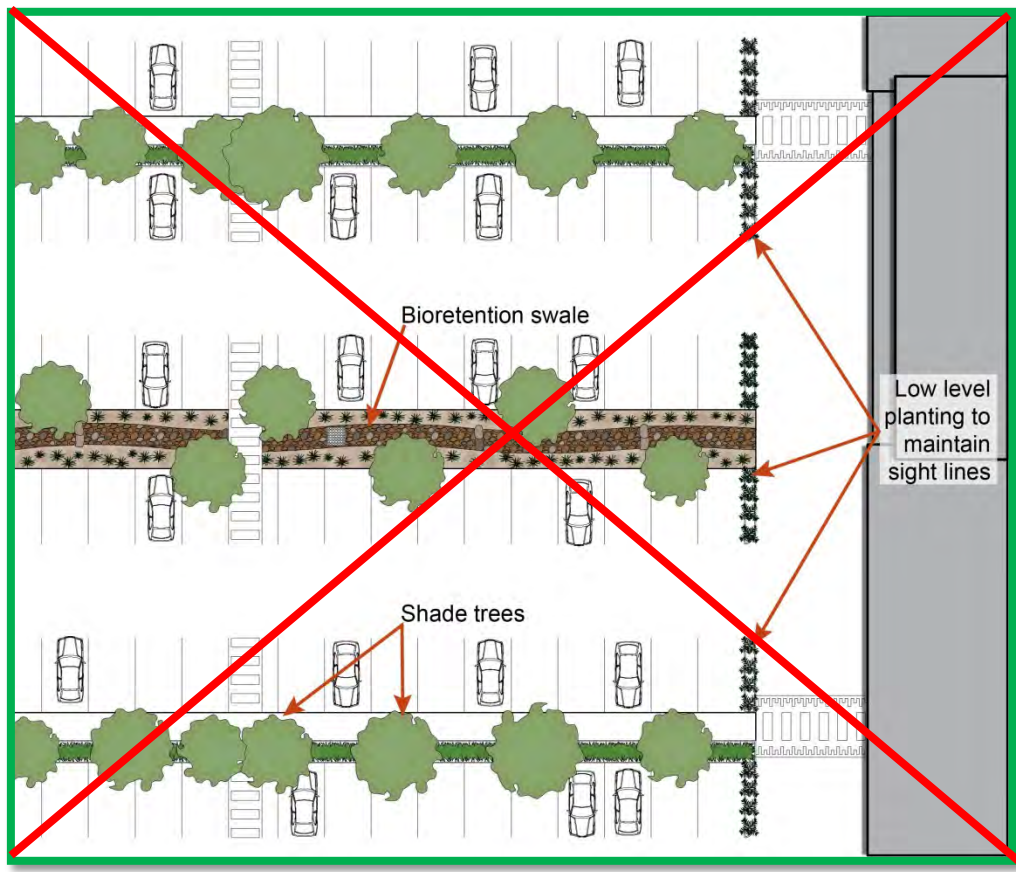 Bioretention swale
Low level
planting to
maintain
sight lines
Shade trees